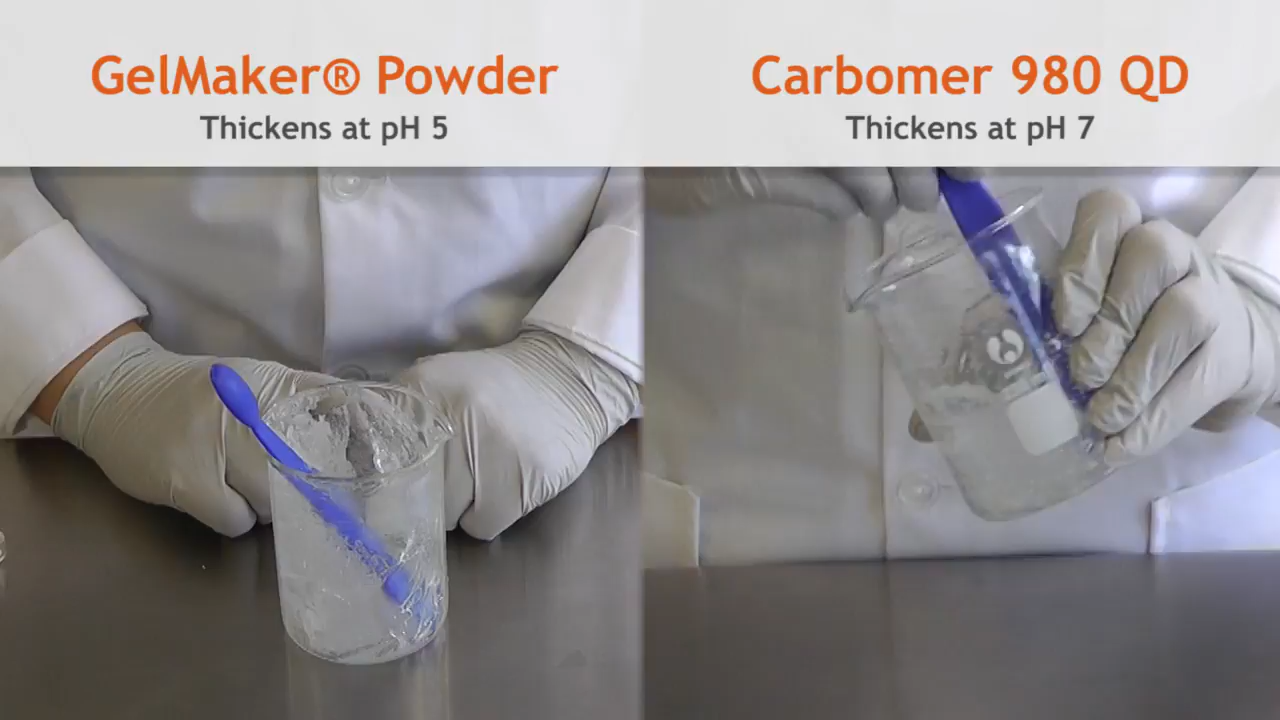 GelMaker® Powder
Thickens at pH 5
Carbomer 980 QD
Thickens at pH 7